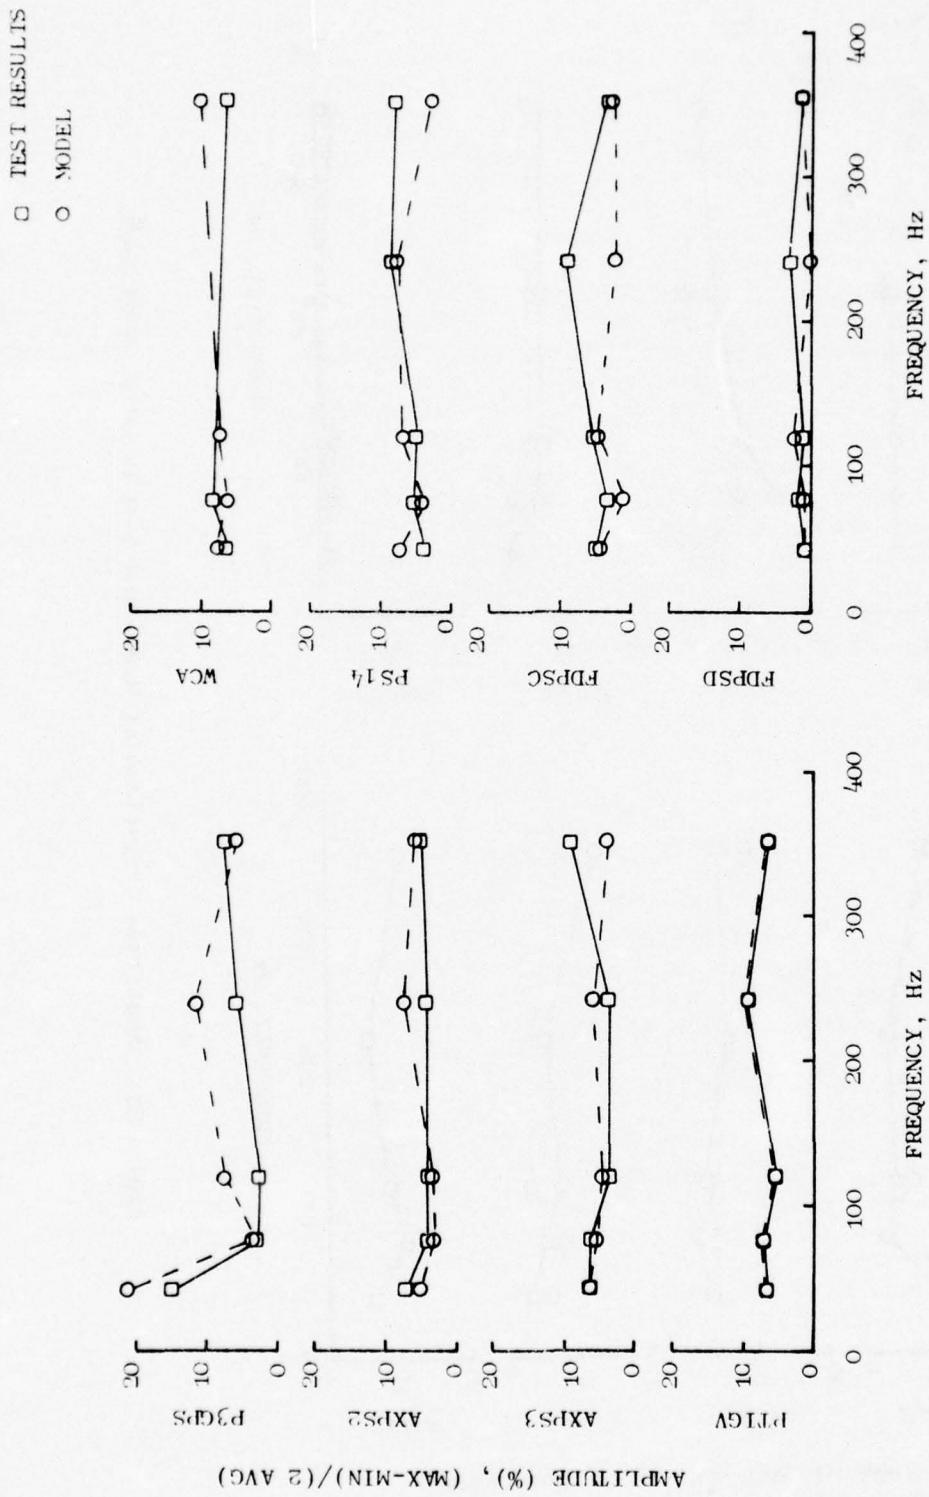 □ TEST RESULTS
○ MODEL
AMPLITUDE (%), (MAX-MIN)/(2 AVG)
P3GPS
20
10
0
AXPS2
20
10
0
AXPS3
20
10
0
PT1GV
20
10
0
0 100 200 300 400
FREQUENCY, Hz
WCA
20
10
0
PS14
20
10
0
FDPSC
20
10
0
FDPSD
20
10
0
0 100 200 300 400
FREQUENCY, Hz